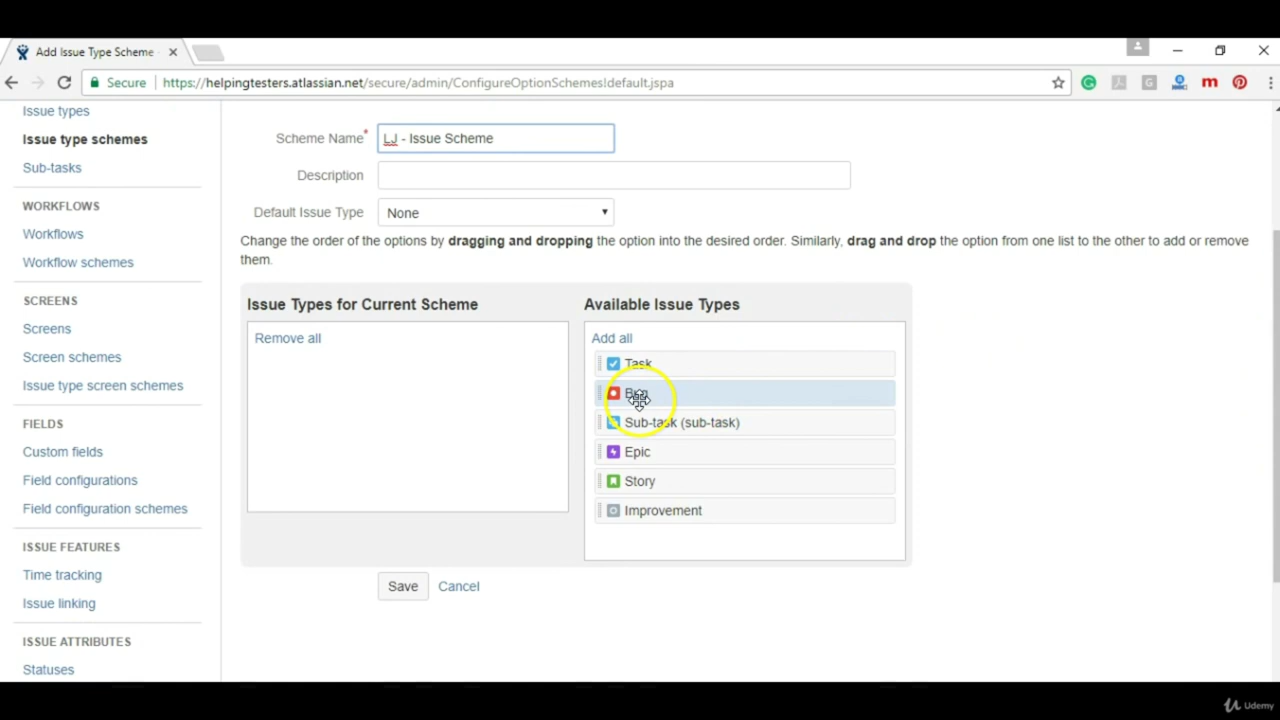 Add Issue Type Scheme
Secure https://helpingtesters.atlassian.net/secure/admin/ConfigureOptionSchemes!default.jspa
Issue types
Issue type schemes
Sub-tasks
WORKFLOWS
Workflows
Workflow schemes
SCREENS
Screens
Screen schemes
Issue type screen schemes
FIELDS
Custom fields
Field configurations
Field configuration schemes
ISSUE FEATURES
Time tracking
Issue linking
ISSUE ATTRIBUTES
Statuses
Scheme Name* LJ - Issue Scheme
Description
Default Issue Type None
Change the order of the options by dragging and dropping the option into the desired order. Similarly, drag and drop the option from one list to the other to add or remove
them.
Issue Types for Current Scheme
Remove all
Available Issue Types
Add all
Task
Bug
Sub-task (sub-task)
Epic
Story
Improvement
Save Cancel
Udemy